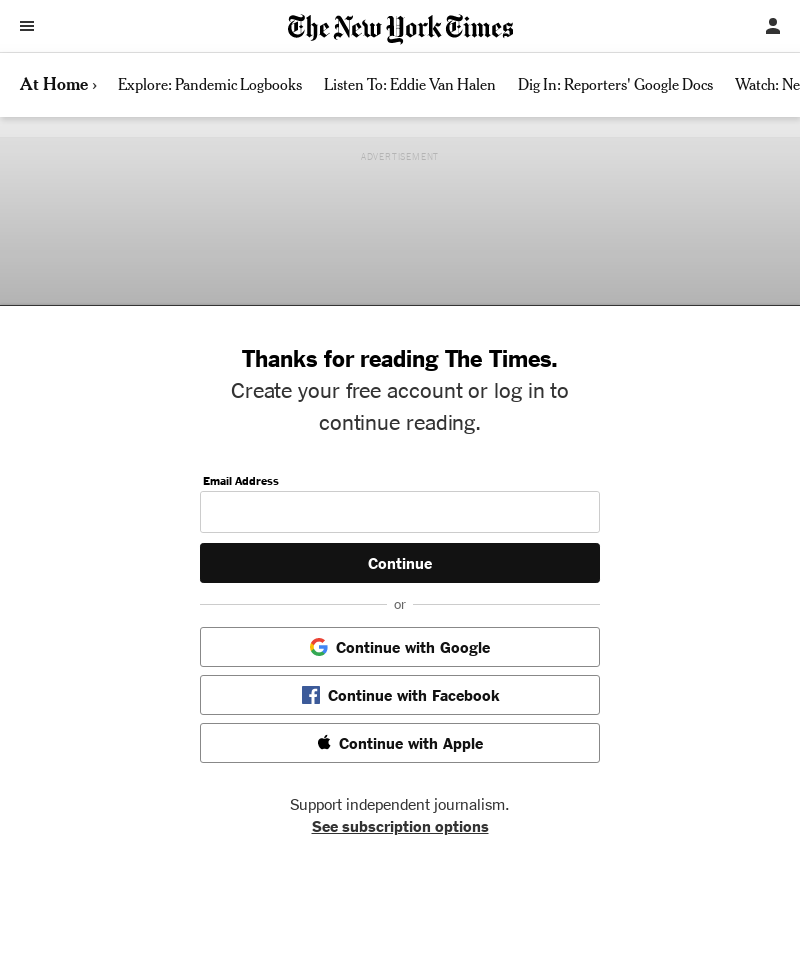 The New York Times
At Home ›
Explore: Pandemic Logbooks
Listen To: Eddie Van Halen
Dig In: Reporters' Google Docs
Watch: Ne
ADVERTISEMENT
Thanks for reading The Times.
Create your free account or log in to
continue reading.
Email Address
Continue
or
Continue with Google
Continue with Facebook
Continue with Apple
Support independent journalism.
See subscription options